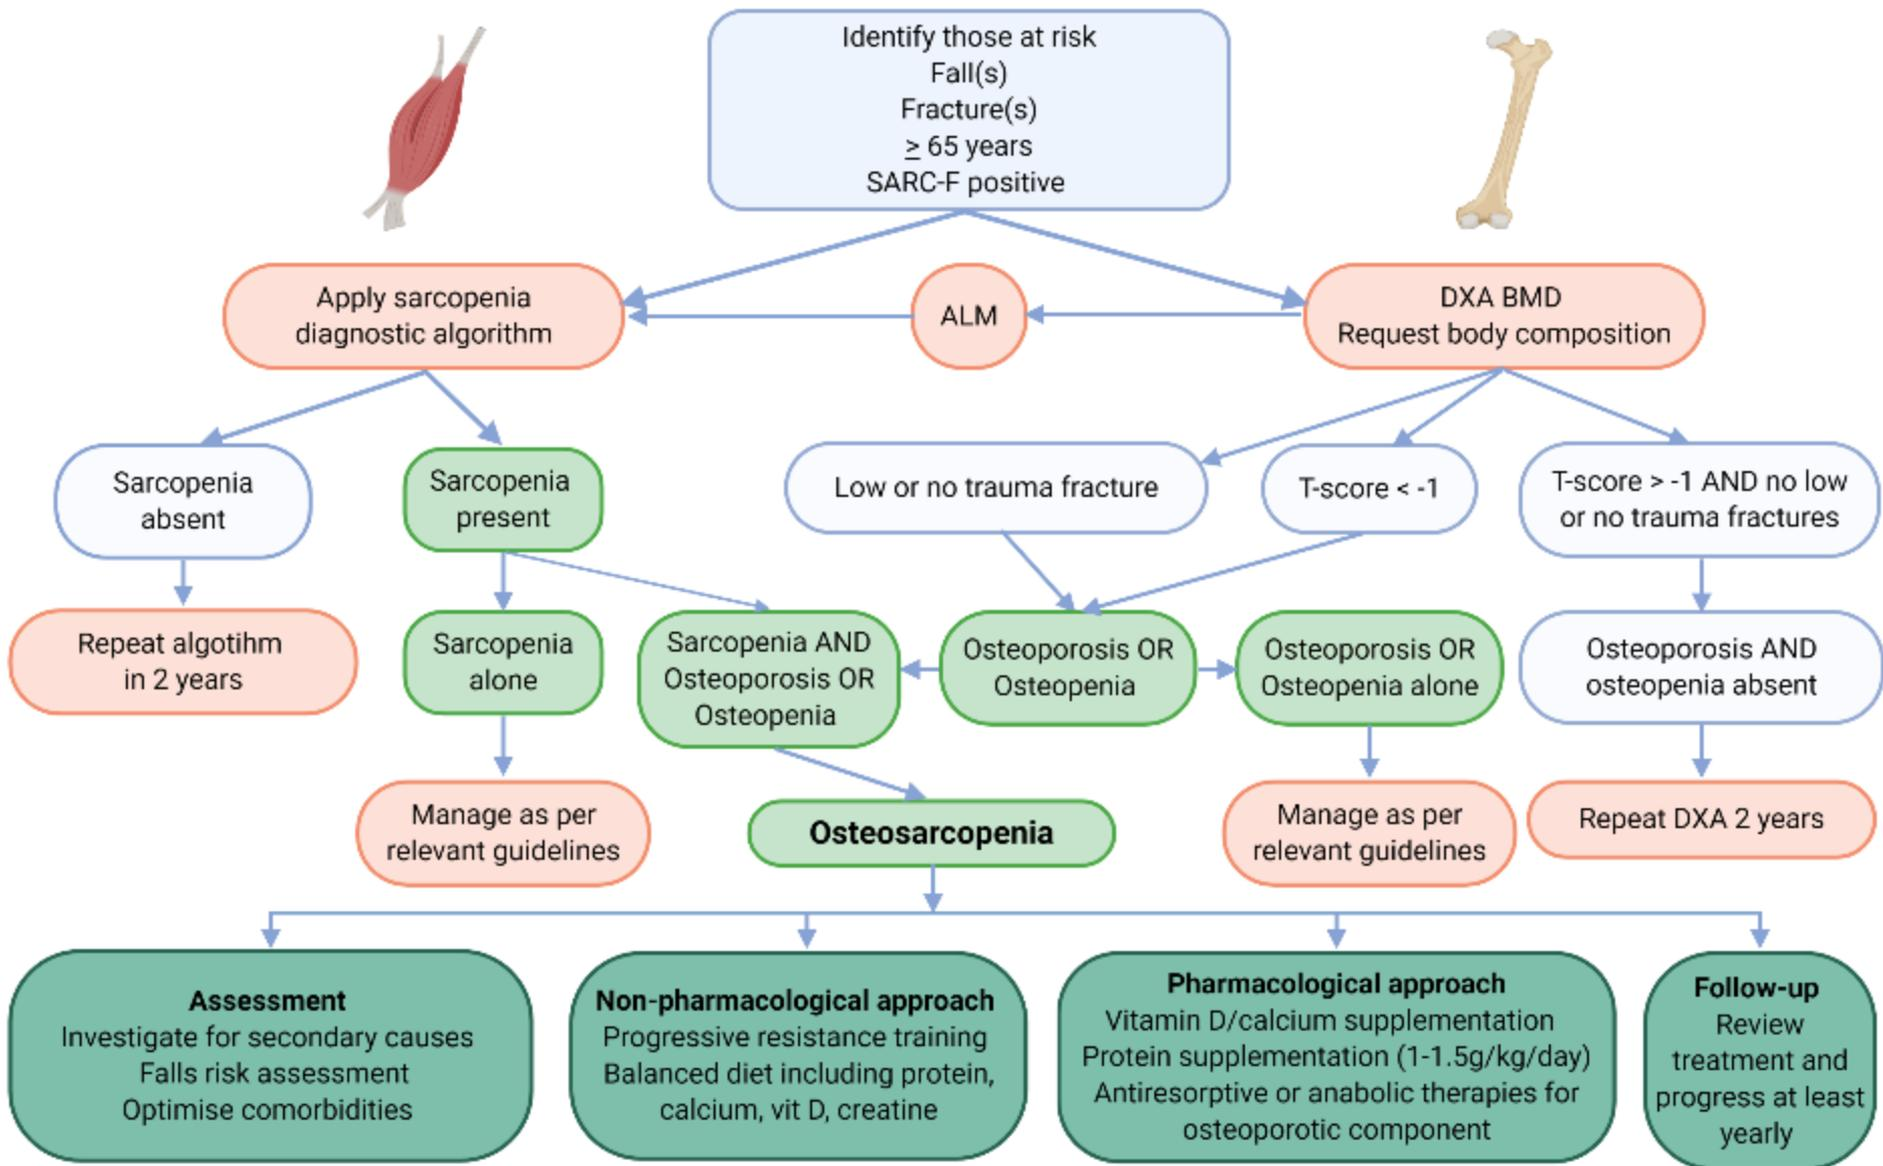 Identify those at risk
Fall(s)
Fracture(s)
≥ 65 years
SARC-F positive
Apply sarcopenia
diagnostic algorithm
ALM
DXA BMD
Request body composition
Sarcopenia
absent
Sarcopenia
present
Low or no trauma fracture
T-score < -1
T-score > -1 AND no low
or no trauma fractures
Repeat algotihm
in 2 years
Sarcopenia
alone
Sarcopenia AND
Osteoporosis OR
Osteopenia
Osteoporosis OR
Osteopenia
Osteoporosis OR
Osteopenia alone
Osteoporosis AND
osteopenia absent
Manage as per
relevant guidelines
Osteosarcopenia
Manage as per
relevant guidelines
Repeat DXA 2 years
Assessment
Investigate for secondary causes
Falls risk assessment
Optimise comorbidities
Non-pharmacological approach
Progressive resistance training
Balanced diet including protein,
calcium, vit D, creatine
Pharmacological approach
Vitamin D/calcium supplementation
Protein supplementation (1-1.5g/kg/day)
Antiresorptive or anabolic therapies for
osteoporotic component
Follow-up
Review
treatment and
progress at least
yearly